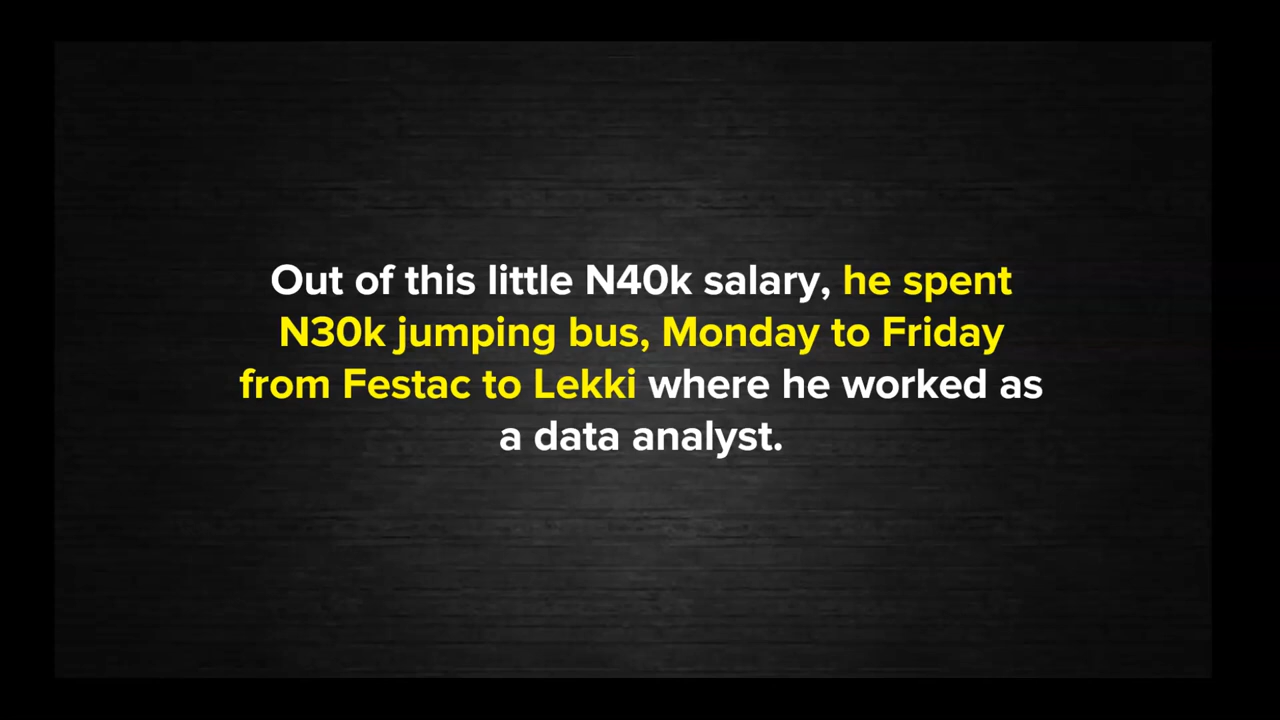 Out of this little N40k salary, he spent
N30k jumping bus, Monday to Friday
from Festac to Lekki where he worked as
a data analyst.